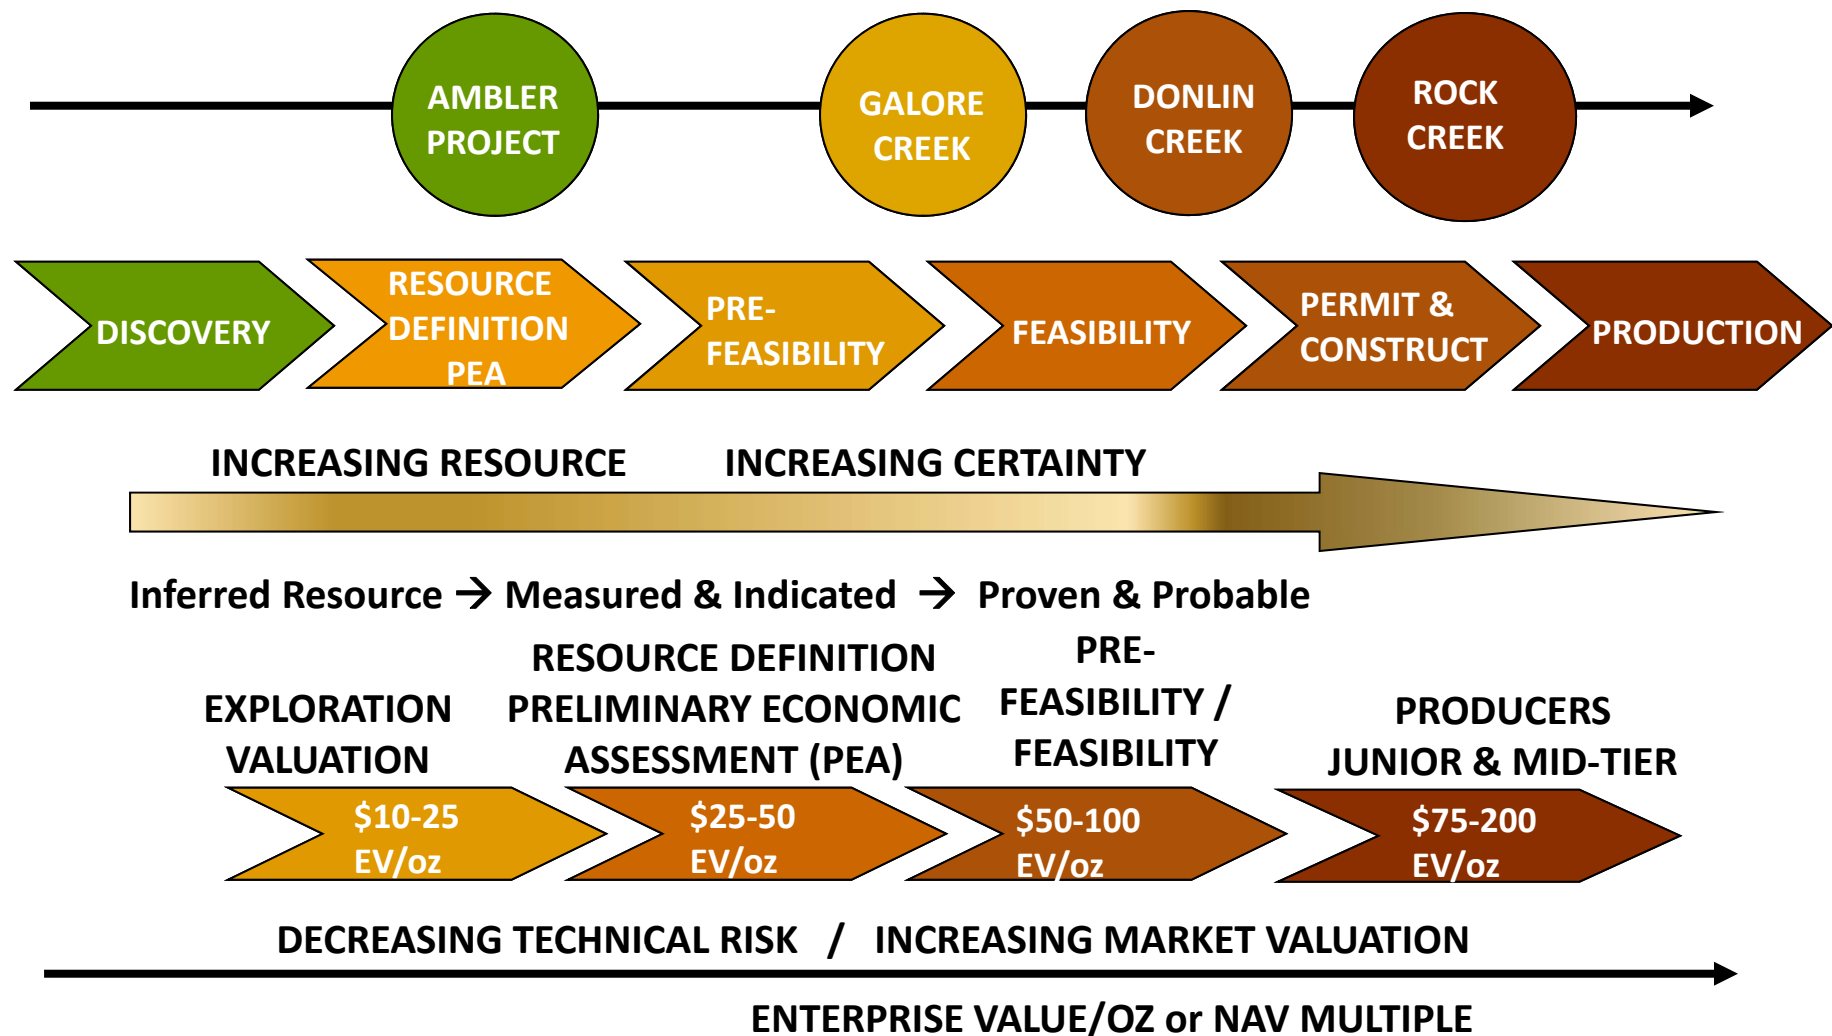 AMBLER
PROJECT
GALORE
CREEK
DONLIN
CREEK
ROCK
CREEK
DISCOVERY
RESOURCE
DEFINITION
PEA
PRE-
FEASIBILITY
FEASIBILITY
PERMIT &
CONSTRUCT
PRODUCTION
INCREASING RESOURCE
INCREASING CERTAINTY
Inferred Resource → Measured & Indicated → Proven & Probable
EXPLORATION
VALUATION
RESOURCE DEFINITION
PRELIMINARY ECONOMIC
ASSESSMENT (PEA)
PRE-
FEASIBILITY /
FEASIBILITY
PRODUCERS
JUNIOR & MID-TIER
$10-25
EV/oz
$25-50
EV/oz
$50-100
EV/oz
$75-200
EV/oz
DECREASING TECHNICAL RISK / INCREASING MARKET VALUATION
ENTERPRISE VALUE/OZ or NAV MULTIPLE